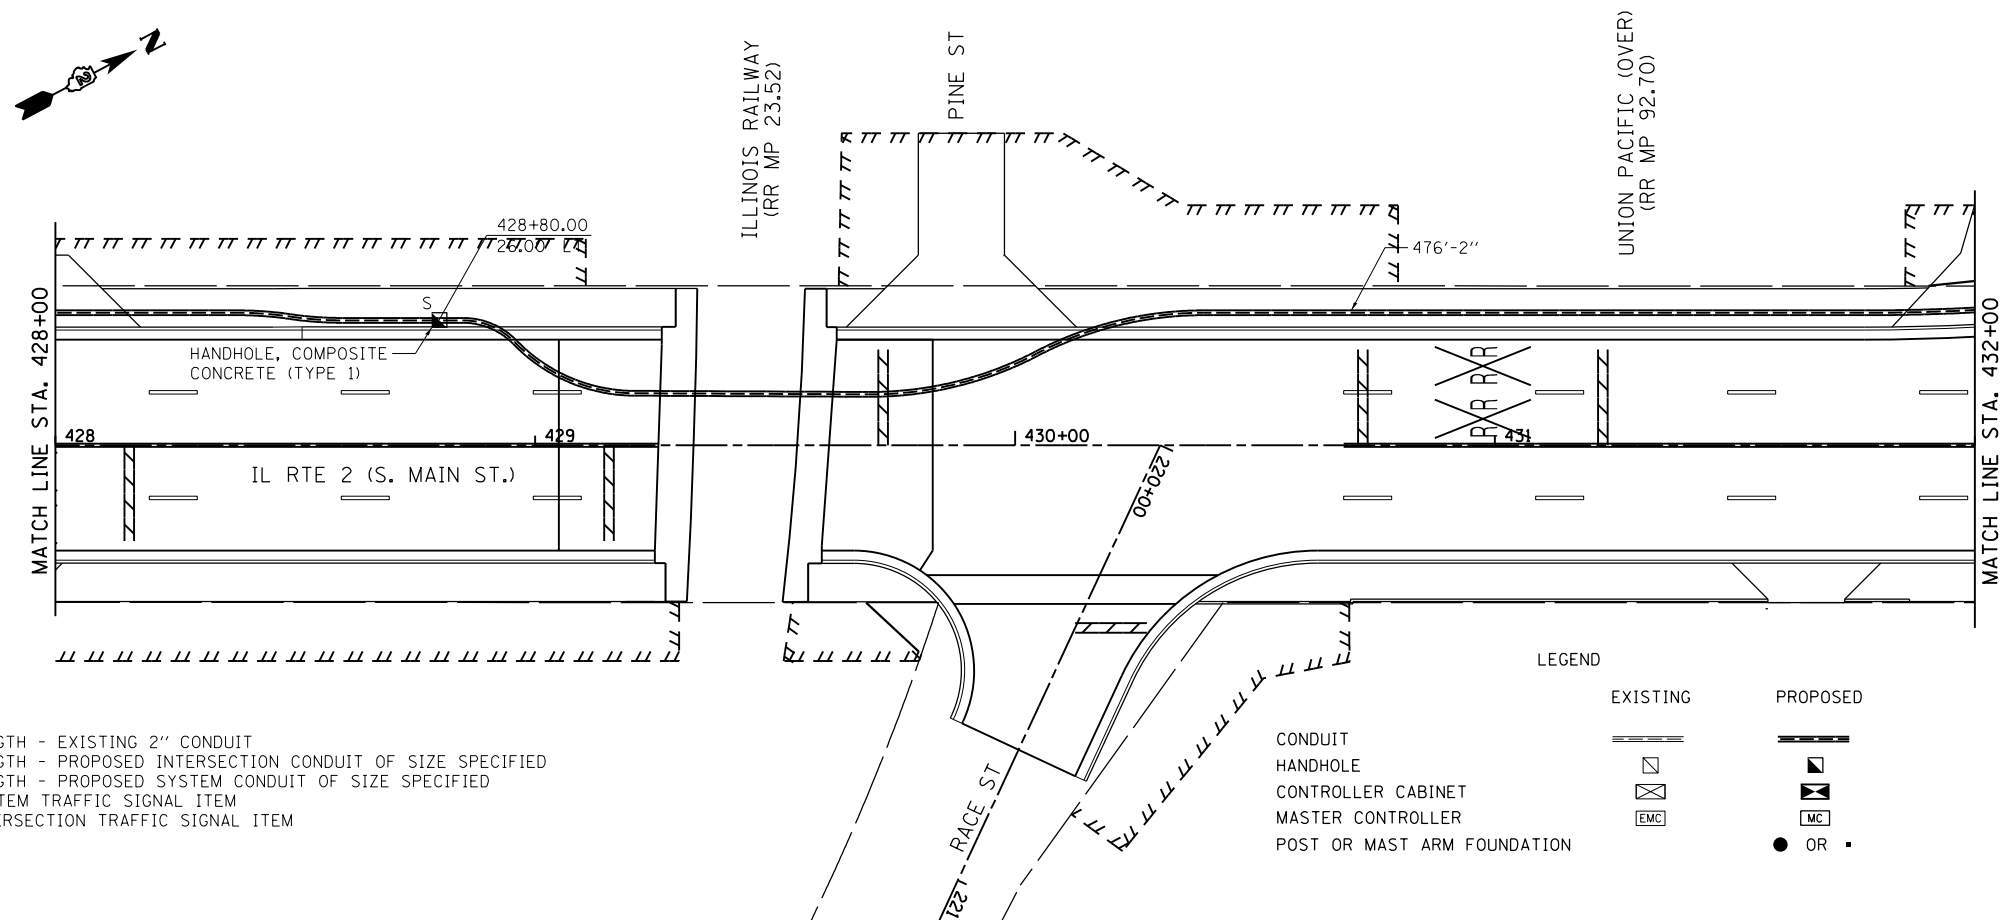 N
2
ILLINOIS RAILWAY
(RR MP 23.52)
PINE ST
UNION PACIFIC (OVER)
(RR MP 92.70)
428+80.00
26.00' LT
476'-2"
S
HANDHOLE, COMPOSITE
CONCRETE (TYPE 1)
MATCH LINE STA. 428+00
MATCH LINE STA. 432+00
428
429
430+00
431
R R
R R
IL RTE 2 (S. MAIN ST.)
220+00
RACE ST
221
GTH - EXISTING 2" CONDUIT
GTH - PROPOSED INTERSECTION CONDUIT OF SIZE SPECIFIED
GTH - PROPOSED SYSTEM CONDUIT OF SIZE SPECIFIED
TEM TRAFFIC SIGNAL ITEM
ERSECTION TRAFFIC SIGNAL ITEM
LEGEND
EXISTING PROPOSED
CONDUIT
HANDHOLE
CONTROLLER CABINET
MASTER CONTROLLER EMC MC
POST OR MAST ARM FOUNDATION OR